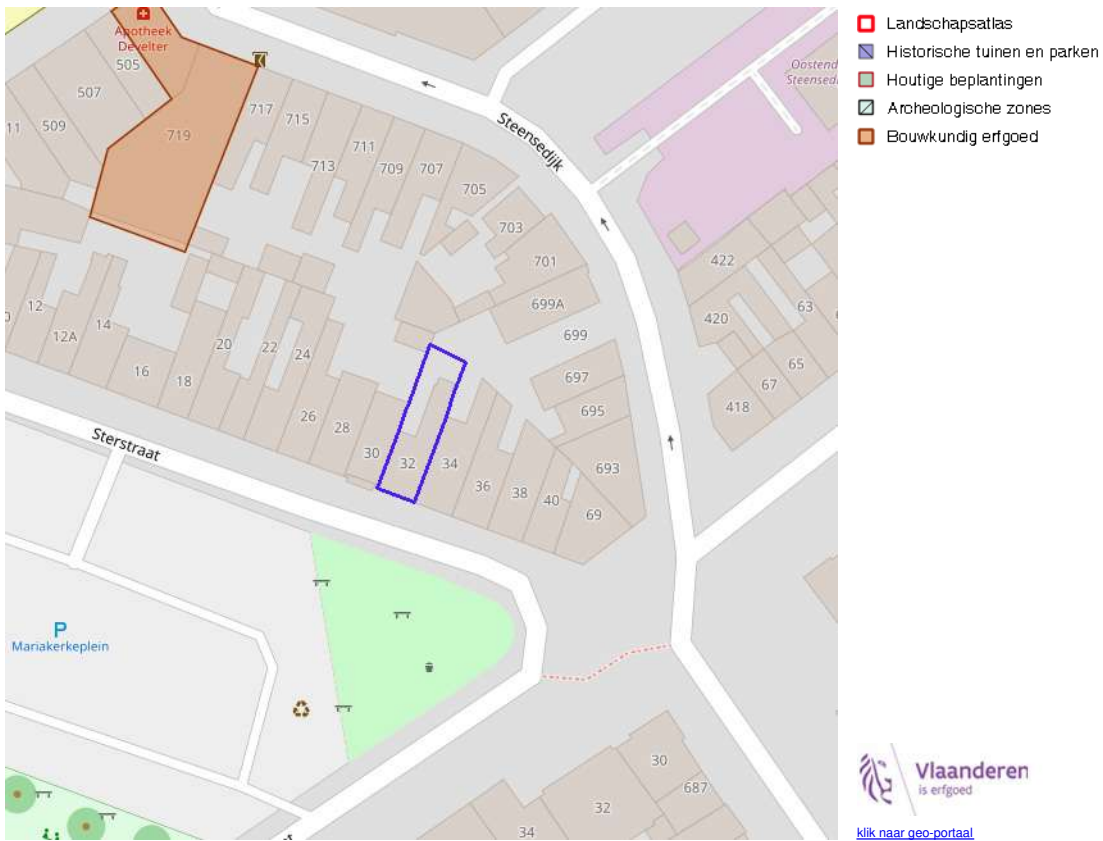 Apotheek
Develter
505
507
509
11
719
717
715
713
711
709
707
705
703
701
699A
699
697
695
693
69
Steensedijk
Oostend
Steensedi
422
420
418
63
65
67
12
12A
14
16
18
20
22
24
26
28
30
32
34
36
38
40
Sterstraat
P
Mariakerkeplein
30
687
32
34
Landschapsatlas
Historische tuinen en parken
Houtige beplantingen
Archeologische zones
Bouwkundig erfgoed
Vlaanderen
is erfgoed
klik naar geo-portaal